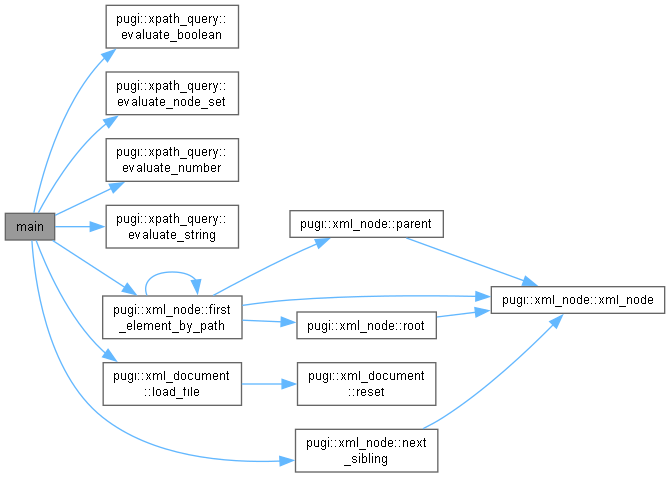 pugi::xpath_query::
evaluate_boolean
pugi::xpath_query::
evaluate_node_set
pugi::xpath_query::
evaluate_number
pugi::xpath_query::
evaluate_string
main
pugi::xml_node::parent
pugi::xml_node::first
_element_by_path
pugi::xml_node::root
pugi::xml_node::xml_node
pugi::xml_document
::load_file
pugi::xml_document
::reset
pugi::xml_node::next
_sibling